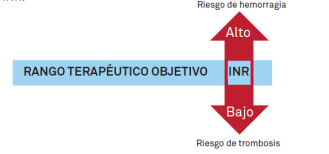 Riesgo de hemorragia
Alto
RANGO TERAPÉUTICO OBJETIVO INR
Bajo
Riesgo de trombosis